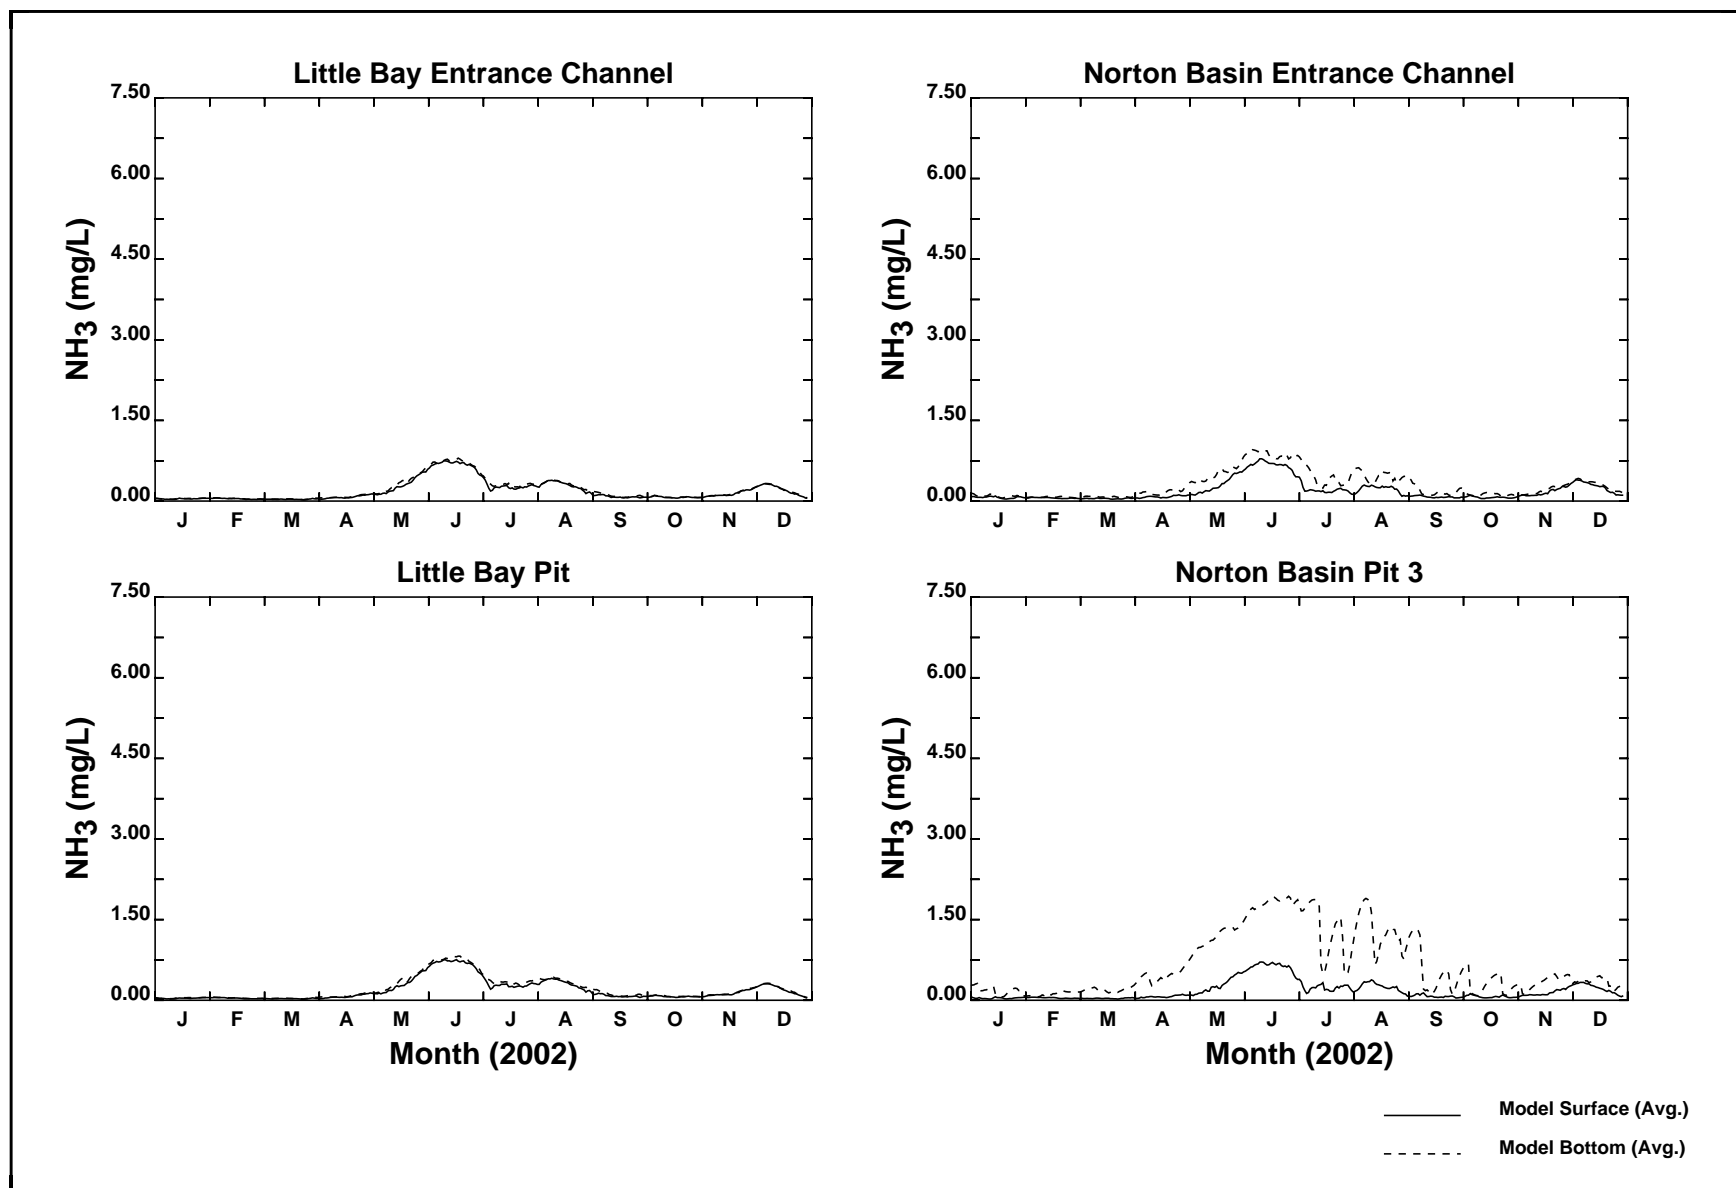 Little Bay Entrance Channel
7.50
6.00
4.50
3.00
1.50
0.00
NH3 (mg/L)
J F M A M J J A S O N D
Norton Basin Entrance Channel
7.50
6.00
4.50
3.00
1.50
0.00
NH3 (mg/L)
J F M A M J J A S O N D
Little Bay Pit
7.50
6.00
4.50
3.00
1.50
0.00
NH3 (mg/L)
J F M A M J J A S O N D
Month (2002)
Norton Basin Pit 3
7.50
6.00
4.50
3.00
1.50
0.00
NH3 (mg/L)
J F M A M J J A S O N D
Month (2002)
Model Surface (Avg.)
Model Bottom (Avg.)